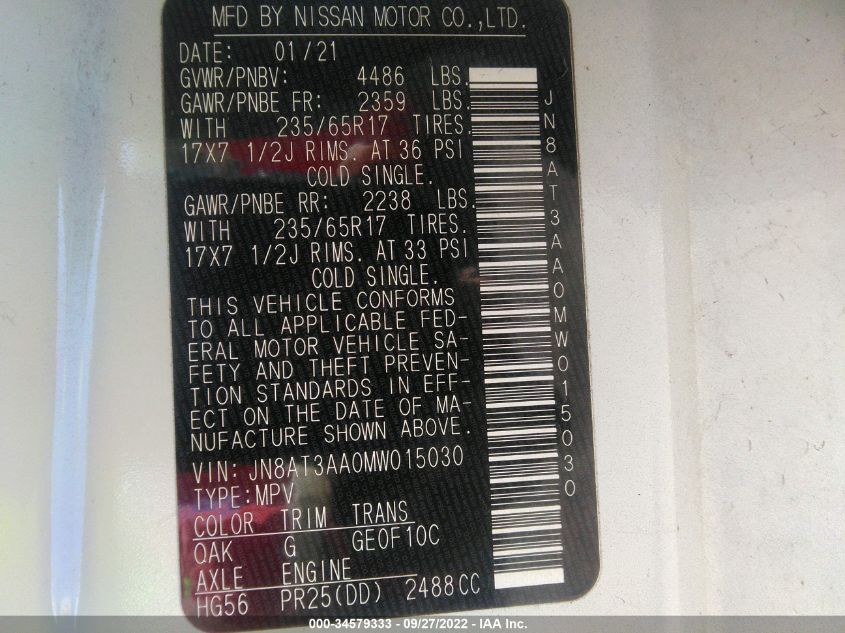 MFD BY NISSAN MOTOR CO.,LTD.
DATE: 01/21
GVWR/PNBV: 4486 LBS.
GAWR/PNBE FR: 2359 LBS.
WITH 235/65R17 TIRES.
17X7 1/2J RIMS. AT 36 PSI
COLD SINGLE.
GAWR/PNBE RR: 2238 LBS.
WITH 235/65R17 TIRES.
17X7 1/2J RIMS. AT 33 PSI
COLD SINGLE.
THIS VEHICLE CONFORMS
TO ALL APPLICABLE FED-
ERAL MOTOR VEHICLE SA-
FETY AND THEFT PREVEN-
TION STANDARDS IN EFF-
ECT ON THE DATE OF MA-
NUFACTURE SHOWN ABOVE.
VIN: JN8AT3AA0MW015030
TYPE:MPV
COLOR TRIM TRANS
QAK G GE0F10C
AXLE ENGINE
HG56 PR25(DD) 2488CC
JN8AT3AA0MW015030
000-34579333 - 09/27/2022 - IAA Inc.